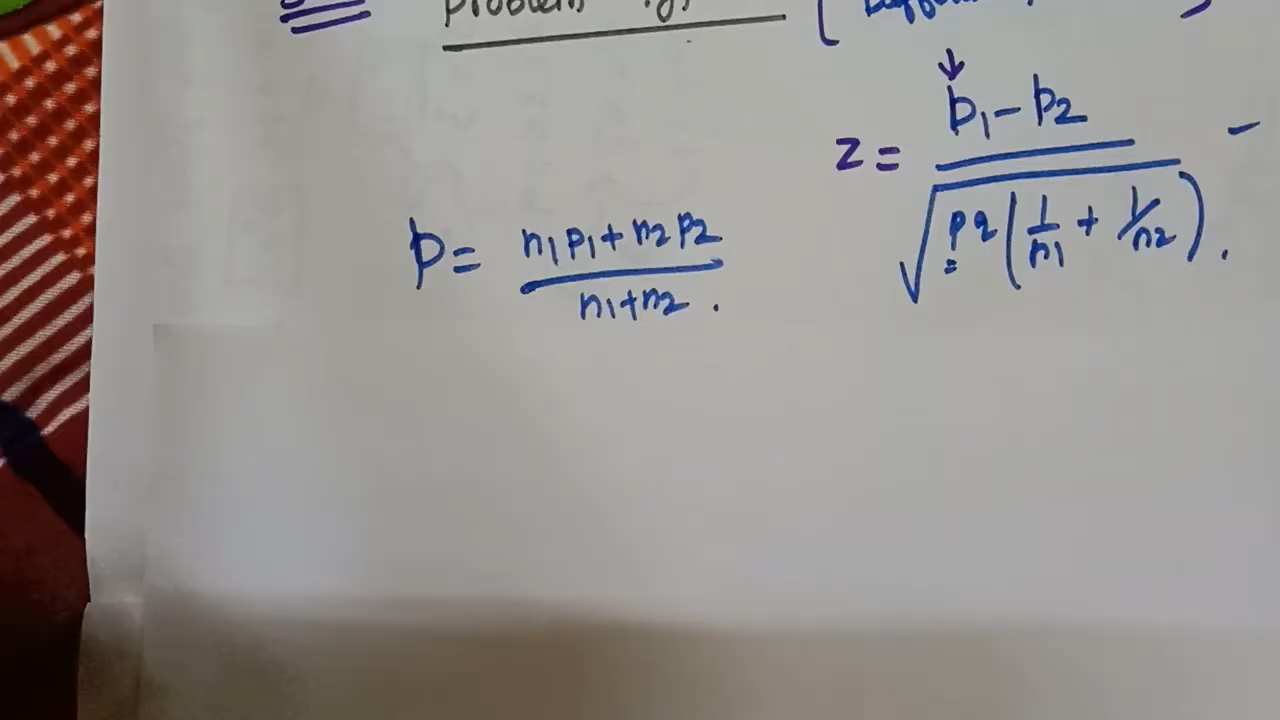 Problem
z = p1 - p2 / √pq(1/n1 + 1/n2).
p = n1p1 + n2p2 / n1+n2.